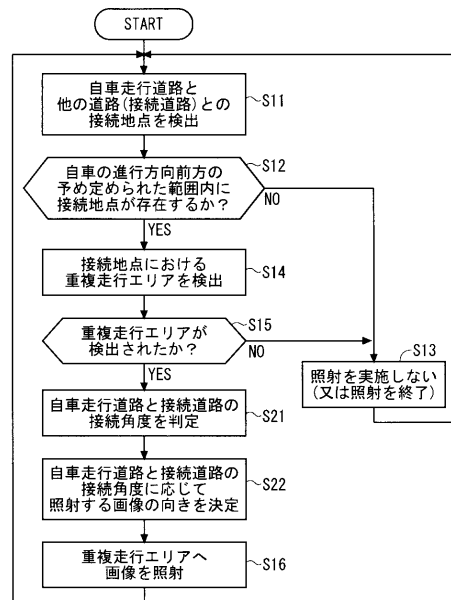 START
自車走行道路と
他の道路(接続道路)との
接続地点を検出
S11
自車の進行方向前方の
予め定められた範囲内に
接続地点が存在するか？
S12
NO
YES
接続地点における
重複走行エリアを検出
S14
重複走行エリアが
検出されたか？
S15
NO
YES
照射を実施しない
(又は照射を終了)
S13
自車走行道路と接続道路の
接続角度を判定
S21
自車走行道路と接続道路の
接続角度に応じて
照射する画像の向きを決定
S22
重複走行エリアへ
画像を照射
S16